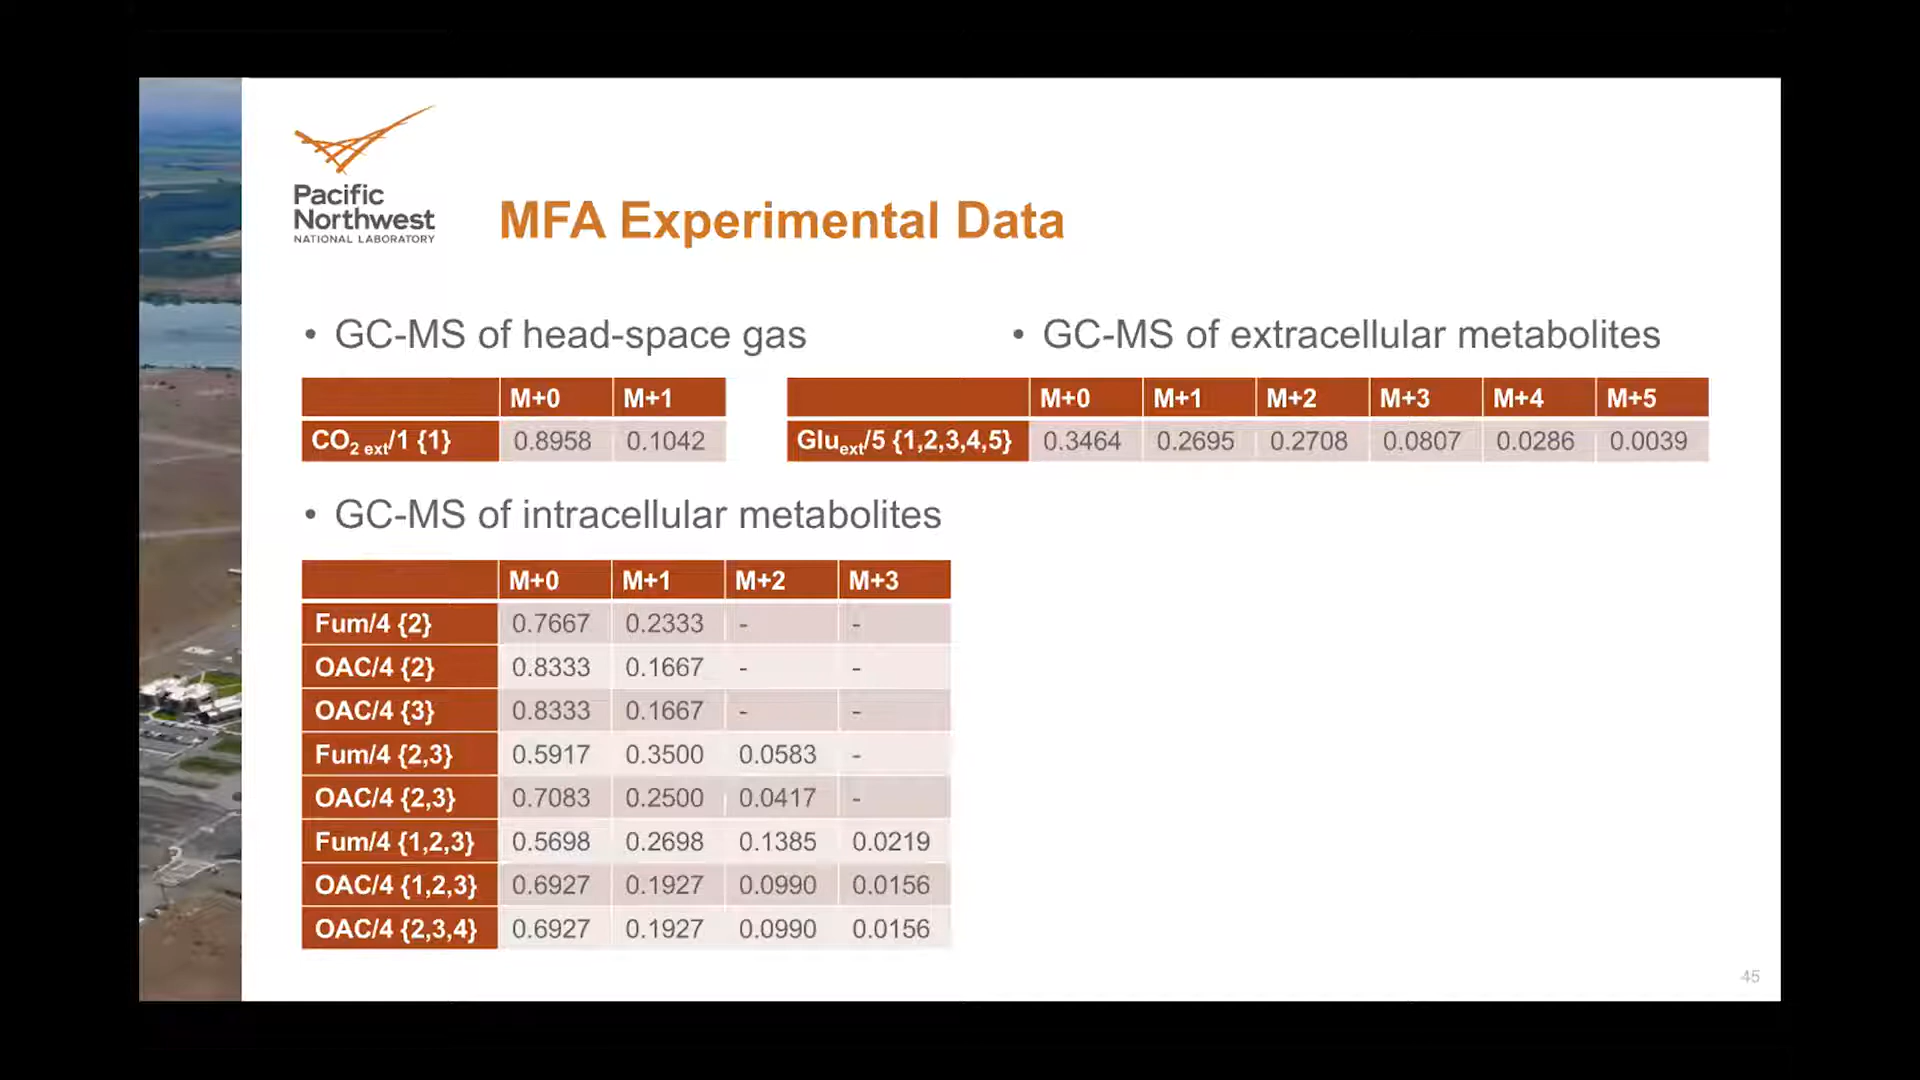 Pacific
Northwest
NATIONAL LABORATORY
MFA Experimental Data
• GC-MS of head-space gas
M+0 M+1
CO2 ext/1 {1} 0.8958 0.1042
• GC-MS of extracellular metabolites
M+0 M+1 M+2 M+3 M+4 M+5
Gluext/5 {1,2,3,4,5} 0.3464 0.2695 0.2708 0.0807 0.0286 0.0039
• GC-MS of intracellular metabolites
M+0 M+1 M+2 M+3
Fum/4 {2} 0.7667 0.2333 - -
OAC/4 {2} 0.8333 0.1667 - -
OAC/4 {3} 0.8333 0.1667 - -
Fum/4 {2,3} 0.5917 0.3500 0.0583 -
OAC/4 {2,3} 0.7083 0.2500 0.0417 -
Fum/4 {1,2,3} 0.5698 0.2698 0.1385 0.0219
OAC/4 {1,2,3} 0.6927 0.1927 0.0990 0.0156
OAC/4 {2,3,4} 0.6927 0.1927 0.0990 0.0156
45